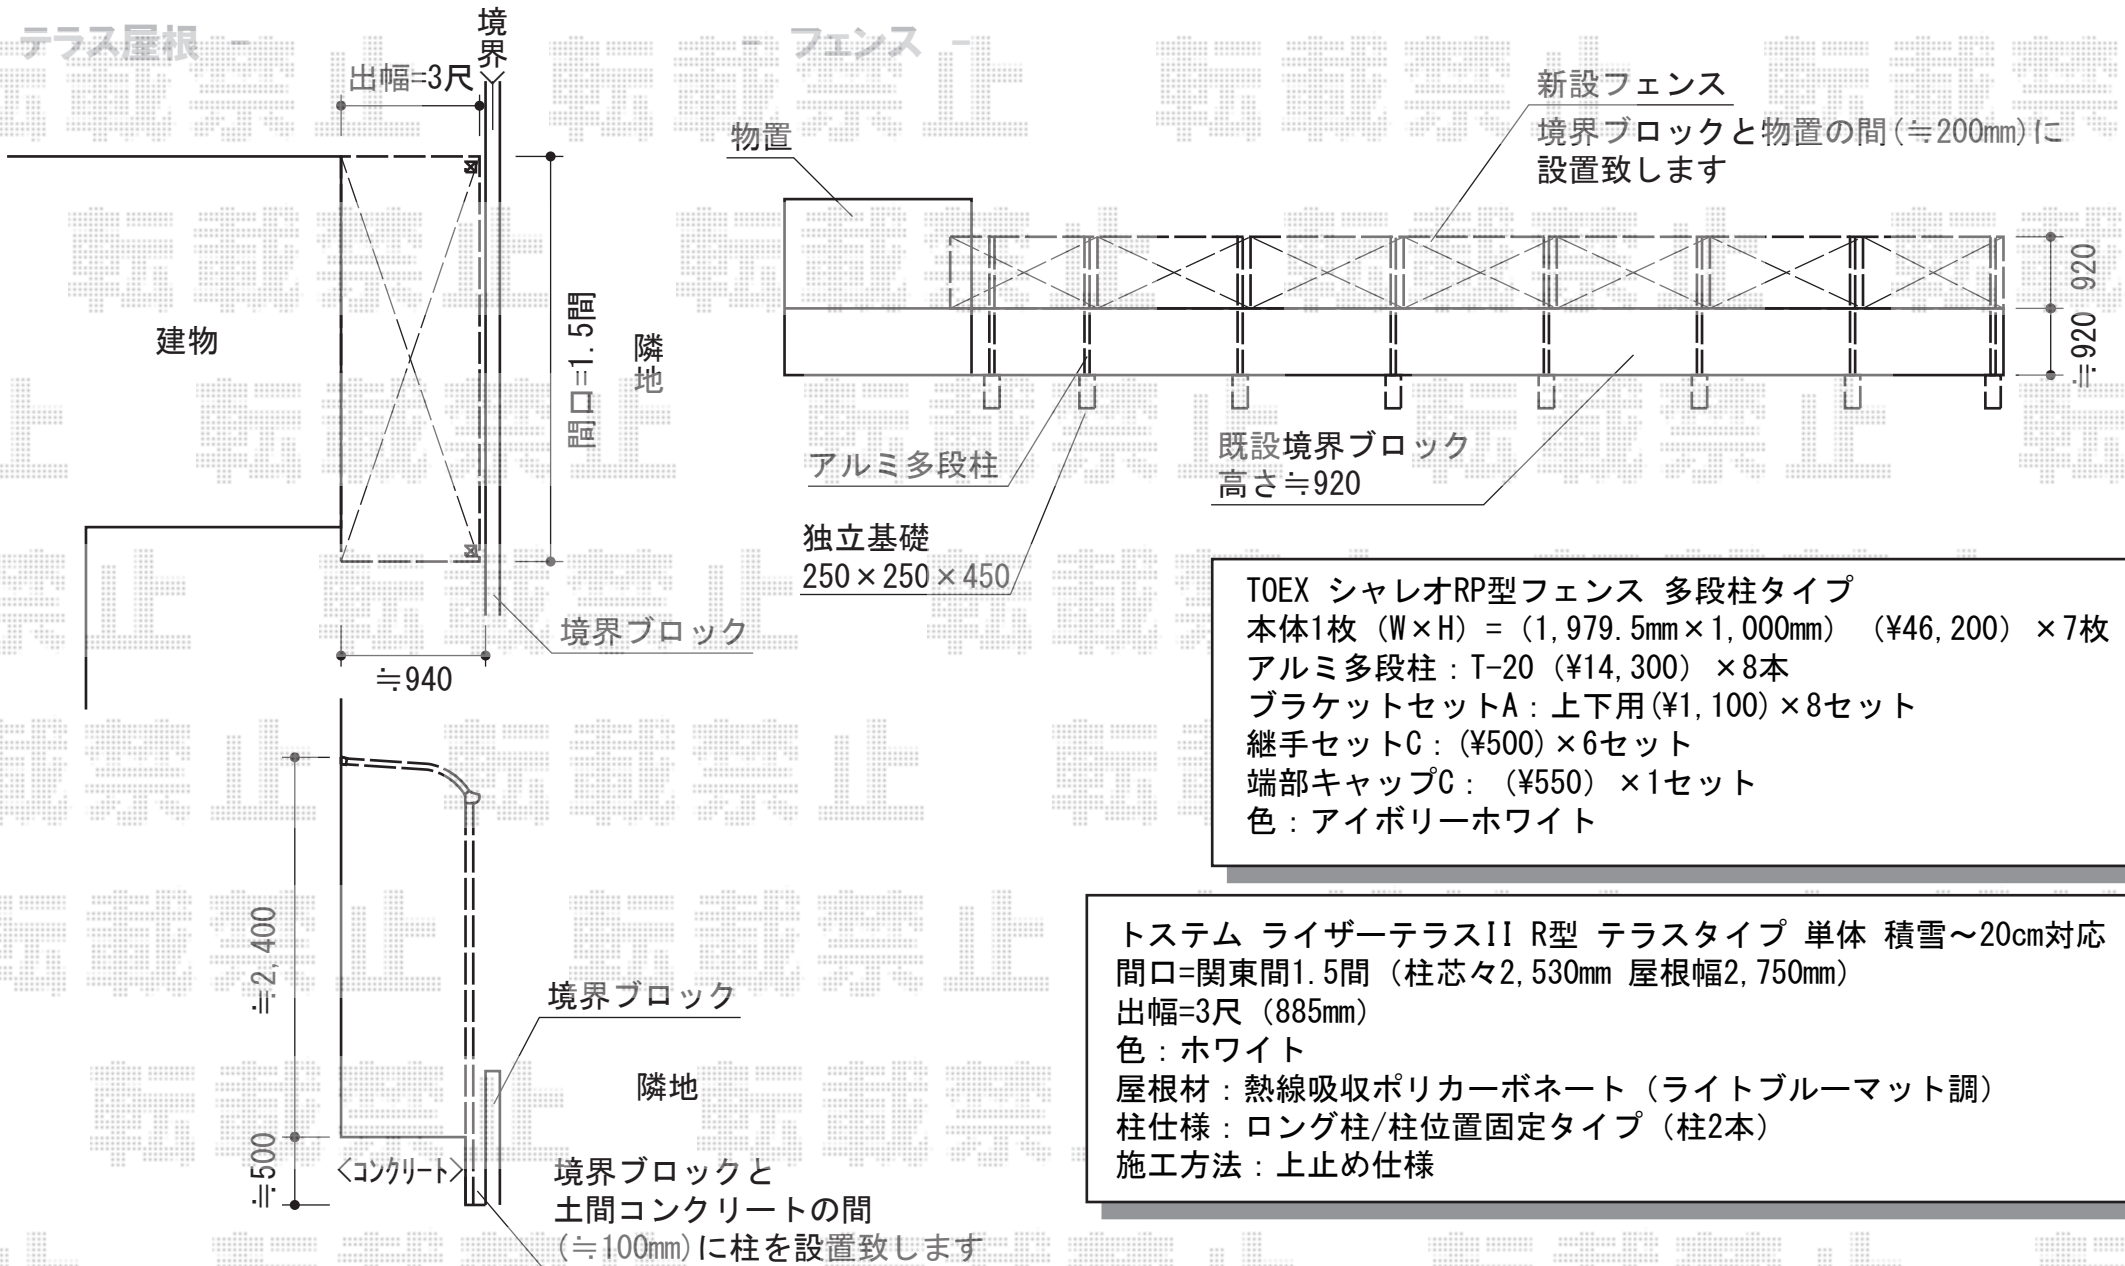 テラス屋根 -
- フェンス -
境界
出幅=3尺
建物
間口=1.5間
隣地
境界ブロック
≒940
物置
新設フェンス
境界ブロックと物置の間(≒200mm)に
設置致します
920
≒920
アルミ多段柱
既設境界ブロック
高さ≒920
独立基礎
250×250×450
TOEX シャレオRP型フェンス 多段柱タイプ
本体1枚 (W×H) = (1,979.5mm×1,000mm) (¥46,200) ×7枚
アルミ多段柱：T-20 (¥14,300) ×8本
ブラケットセットA：上下用(¥1,100)×8セット
継手セットC：(¥500)×6セット
端部キャップC： (¥550) ×1セット
色：アイボリーホワイト
≒2,400
≒500
<コンクリート>
境界ブロック
隣地
境界ブロックと
土間コンクリートの間
(≒100mm)に柱を設置致します
トステム ライザーテラスII R型 テラスタイプ 単体 積雪～20cm対応
間口=関東間1.5間 (柱芯々2,530mm 屋根幅2,750mm)
出幅=3尺 (885mm)
色：ホワイト
屋根材：熱線吸収ポリカーボネート (ライトブルーマット調)
柱仕様：ロング柱/柱位置固定タイプ (柱2本)
施工方法：上止め仕様
転載禁止